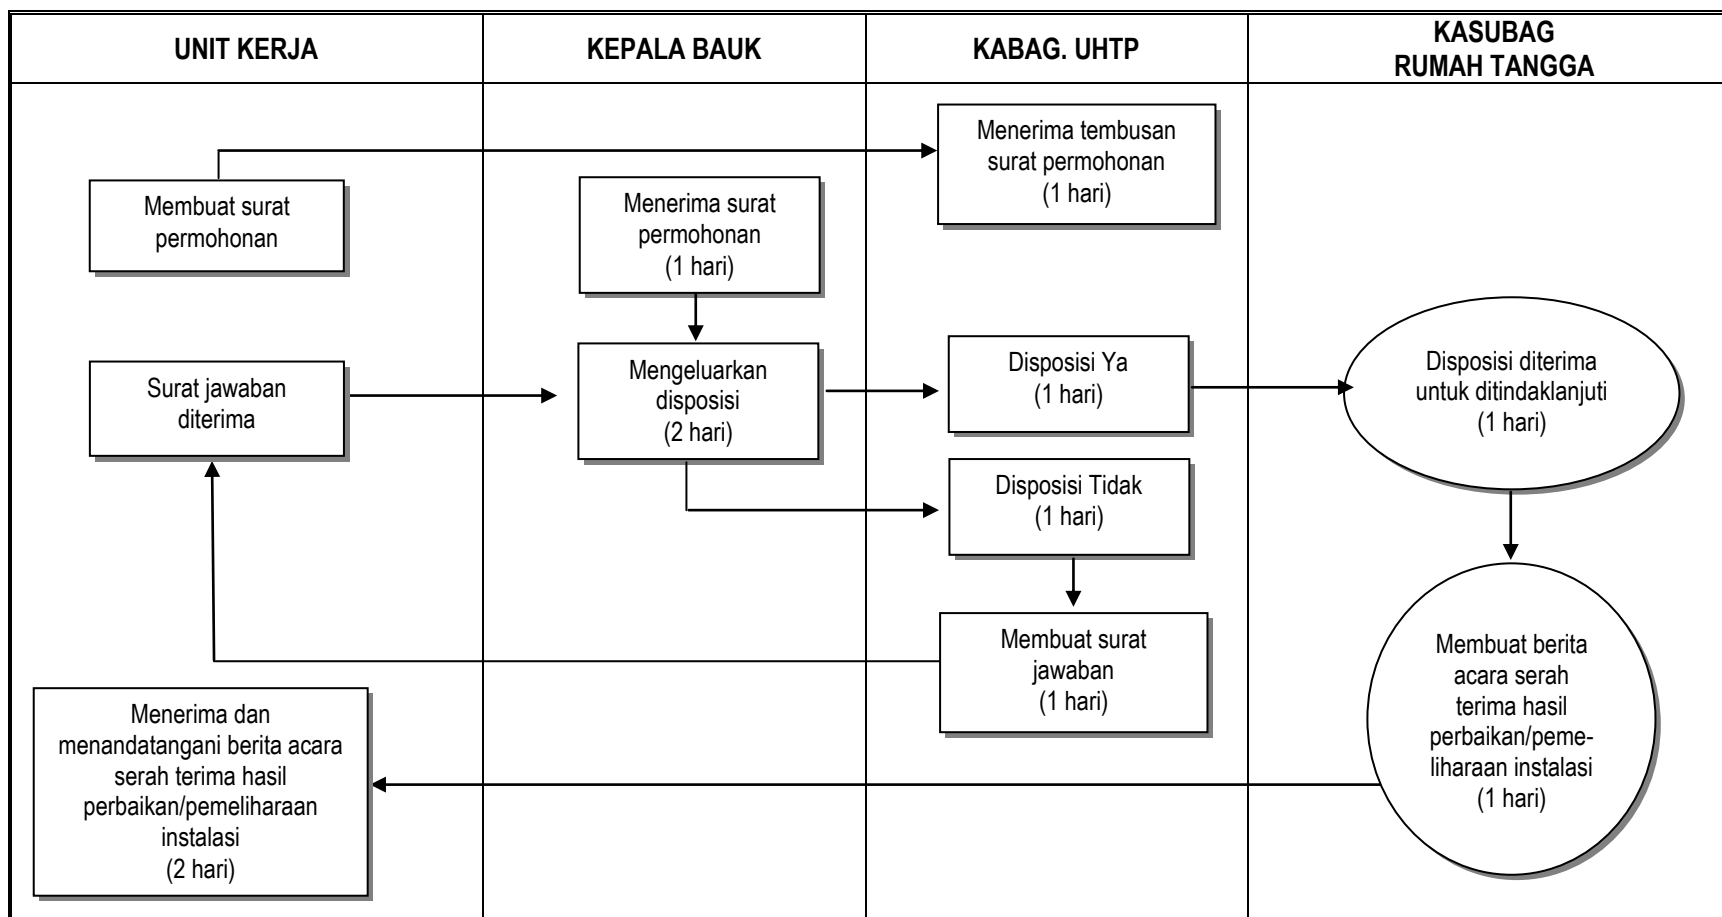 UNIT KERJA
KEPALA BAUK
KABAG. UHTP
KASUBAG
RUMAH TANGGA
Membuat surat
permohonan
Menerima surat
permohonan
(1 hari)
Menerima tembusan
surat permohonan
(1 hari)
Surat jawaban
diterima
Mengeluarkan
disposisi
(2 hari)
Disposisi Ya
(1 hari)
Disposisi diterima
untuk ditindaklanjuti
(1 hari)
Disposisi Tidak
(1 hari)
Membuat surat
jawaban
(1 hari)
Menerima dan
menandatangani berita acara
serah terima hasil
perbaikan/pemeliharaan
instalasi
(2 hari)
Membuat berita
acara serah
terima hasil
perbaikan/peme-
liharaan instalasi
(1 hari)